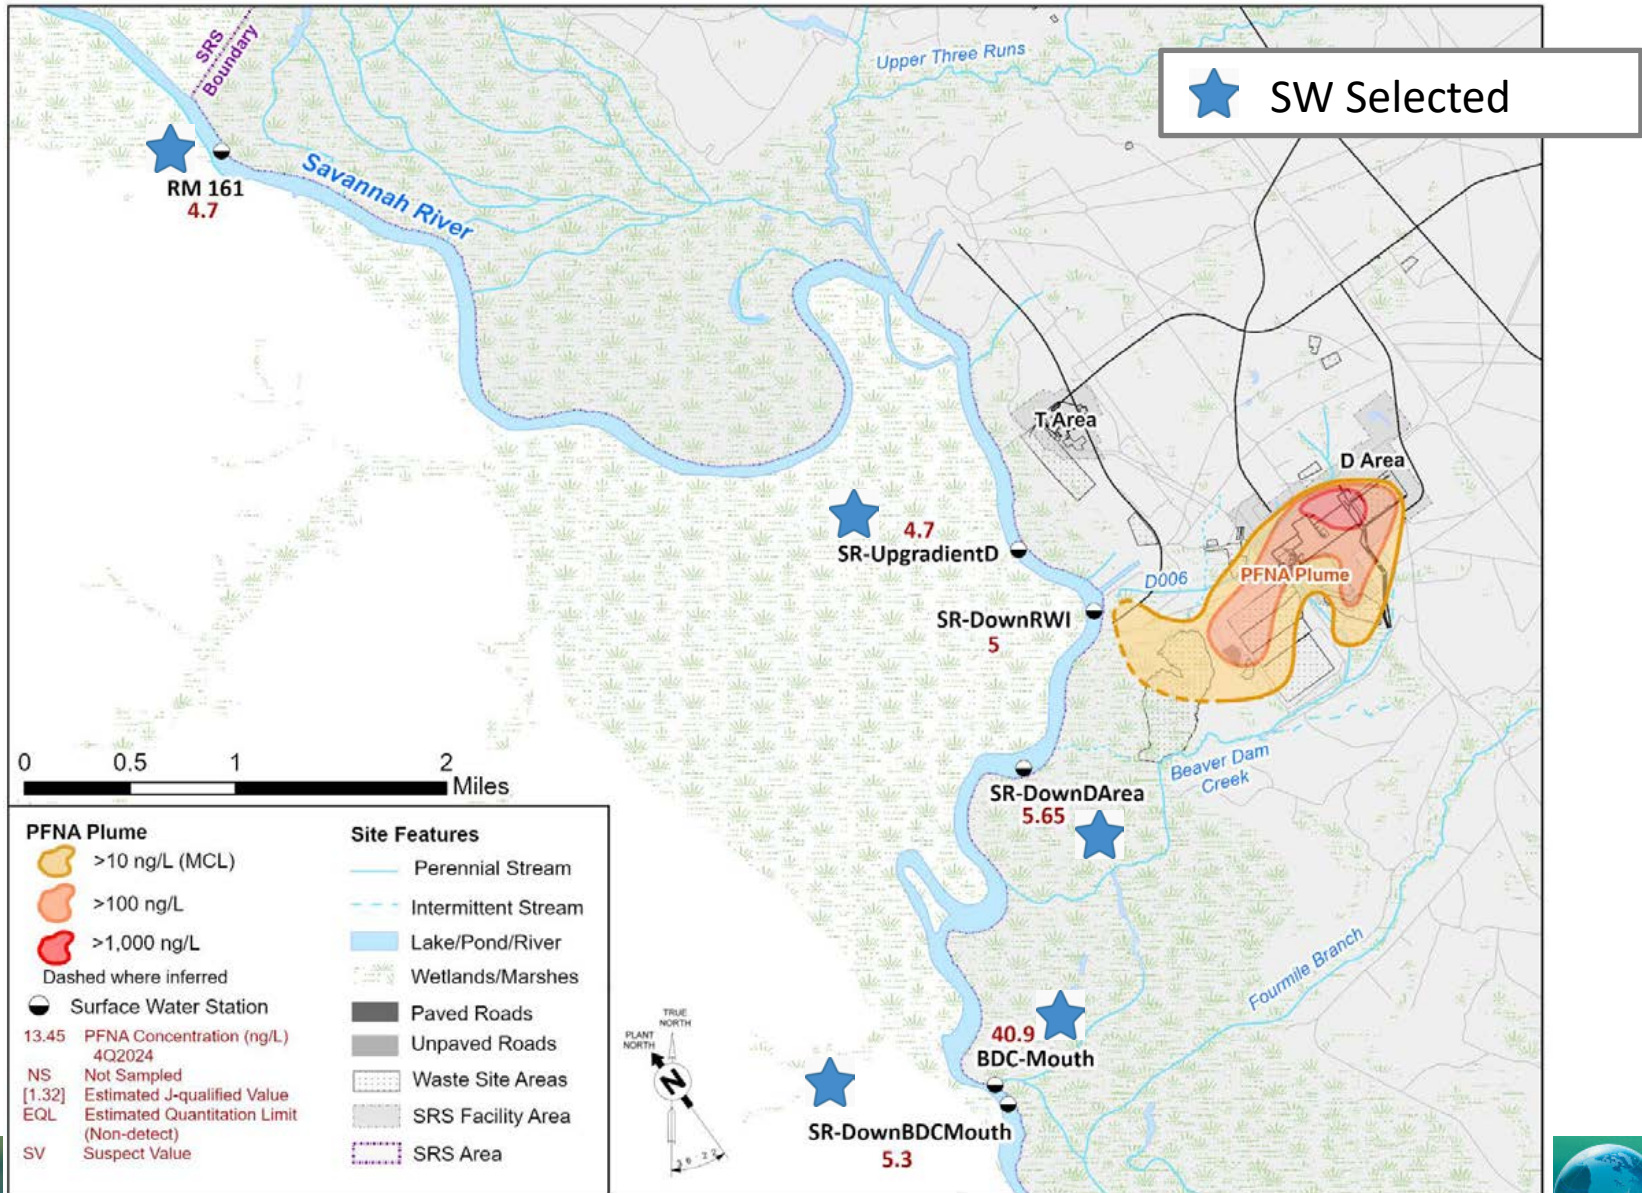 SRS
Boundary
Upper Three Runs
SW Selected
RM 161
4.7
Savannah River
T Area
D Area
4.7
SR-UpgradientD
D006
PFNA Plume
SR-DownRWI
5
Beaver Dam
Creek
SR-DownDArea
5.65
Fourmile Branch
40.9
BDC-Mouth
SR-DownBDCMouth
5.3
0 0.5 1 2
Miles
PFNA Plume
>10 ng/L (MCL)
>100 ng/L
>1,000 ng/L
Dashed where inferred
Surface Water Station
13.45 PFNA Concentration (ng/L)
4Q2024
NS Not Sampled
[1.32] Estimated J-qualified Value
EQL Estimated Quantitation Limit
(Non-detect)
SV Suspect Value
Site Features
Perennial Stream
Intermittent Stream
Lake/Pond/River
Wetlands/Marshes
Paved Roads
Unpaved Roads
Waste Site Areas
SRS Facility Area
SRS Area
TRUE
NORTH
PLANT
NORTH
N